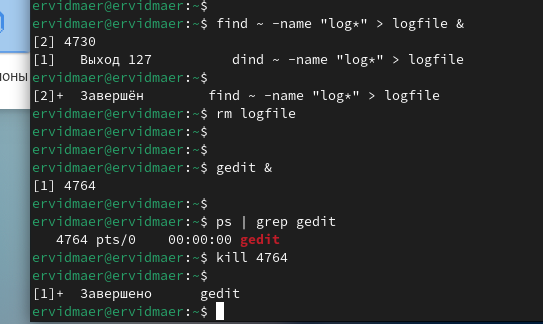 ervidmaer@ervidmaer:~$
ervidmaer@ervidmaer:~$ find ~ -name "log*" > logfile &
[2] 4730
[1]   Выход 127          dind ~ -name "log*" > logfile
ervidmaer@ervidmaer:~$
[2]+  Завершён        find ~ -name "log*" > logfile
ervidmaer@ervidmaer:~$ rm logfile
ervidmaer@ervidmaer:~$
ervidmaer@ervidmaer:~$
ervidmaer@ervidmaer:~$ gedit &
[1] 4764
ervidmaer@ervidmaer:~$
ervidmaer@ervidmaer:~$ ps | grep gedit
   4764 pts/0    00:00:00 gedit
ervidmaer@ervidmaer:~$ kill 4764
ervidmaer@ervidmaer:~$
[1]+  Завершено      gedit
ervidmaer@ervidmaer:~$